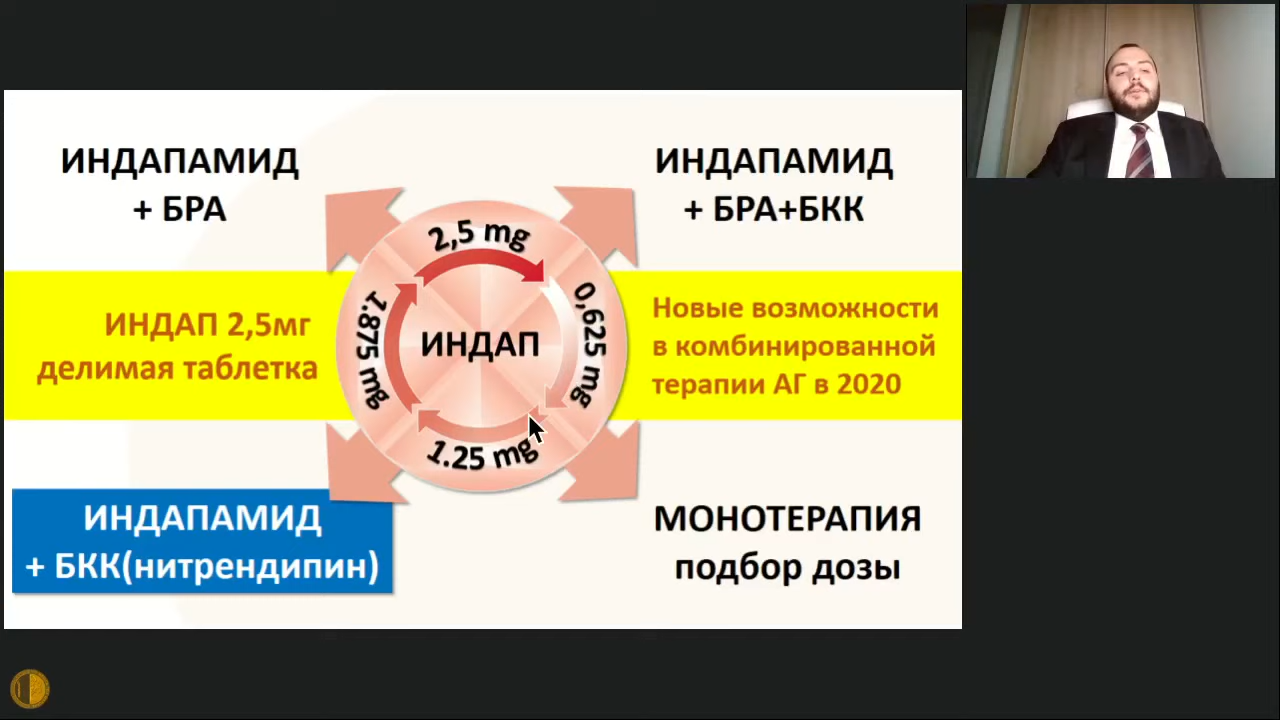 ИНДАПАМИД
+ БРА
ИНДАПАМИД
+ БРА+БКК
2,5 mg
0,625 mg
1.25 mg
1.875 mg
ИНДАП
ИНДАП 2,5мг
делимая таблетка
Новые возможности
в комбинированной
терапии АГ в 2020
ИНДАПАМИД
+ БКК(нитрендипин)
МОНОТЕРАПИЯ
подбор дозы